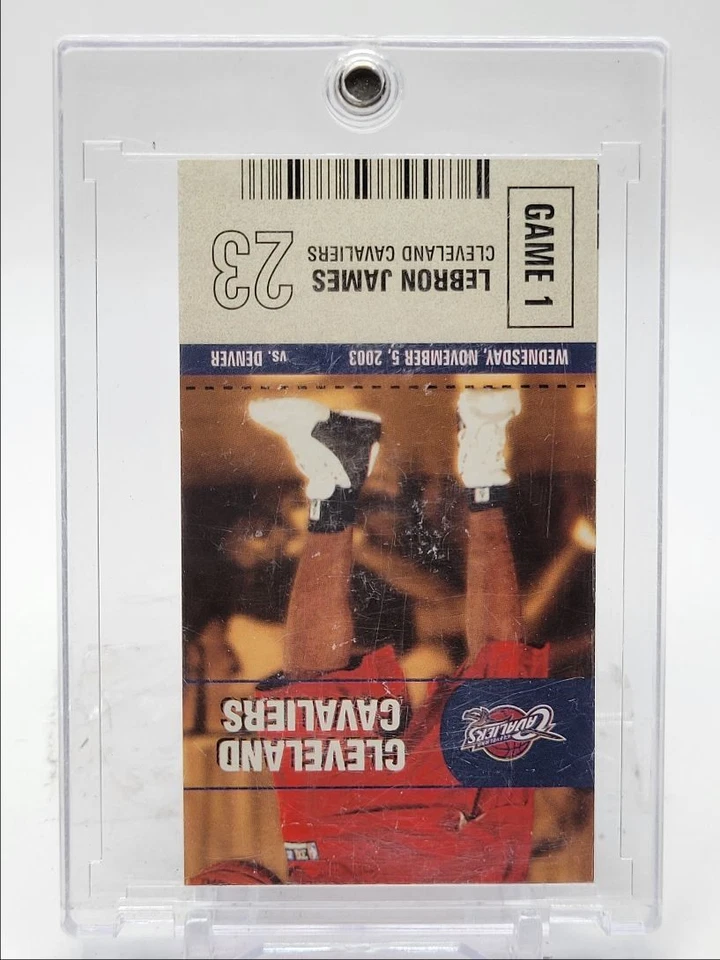 CLEVELAND
CAVALIERS
CAVALIERS
WEDNESDAY, NOVEMBER 5, 2003 vs. DENVER
GAME 1
LEBRON JAMES
CLEVELAND CAVALIERS
23